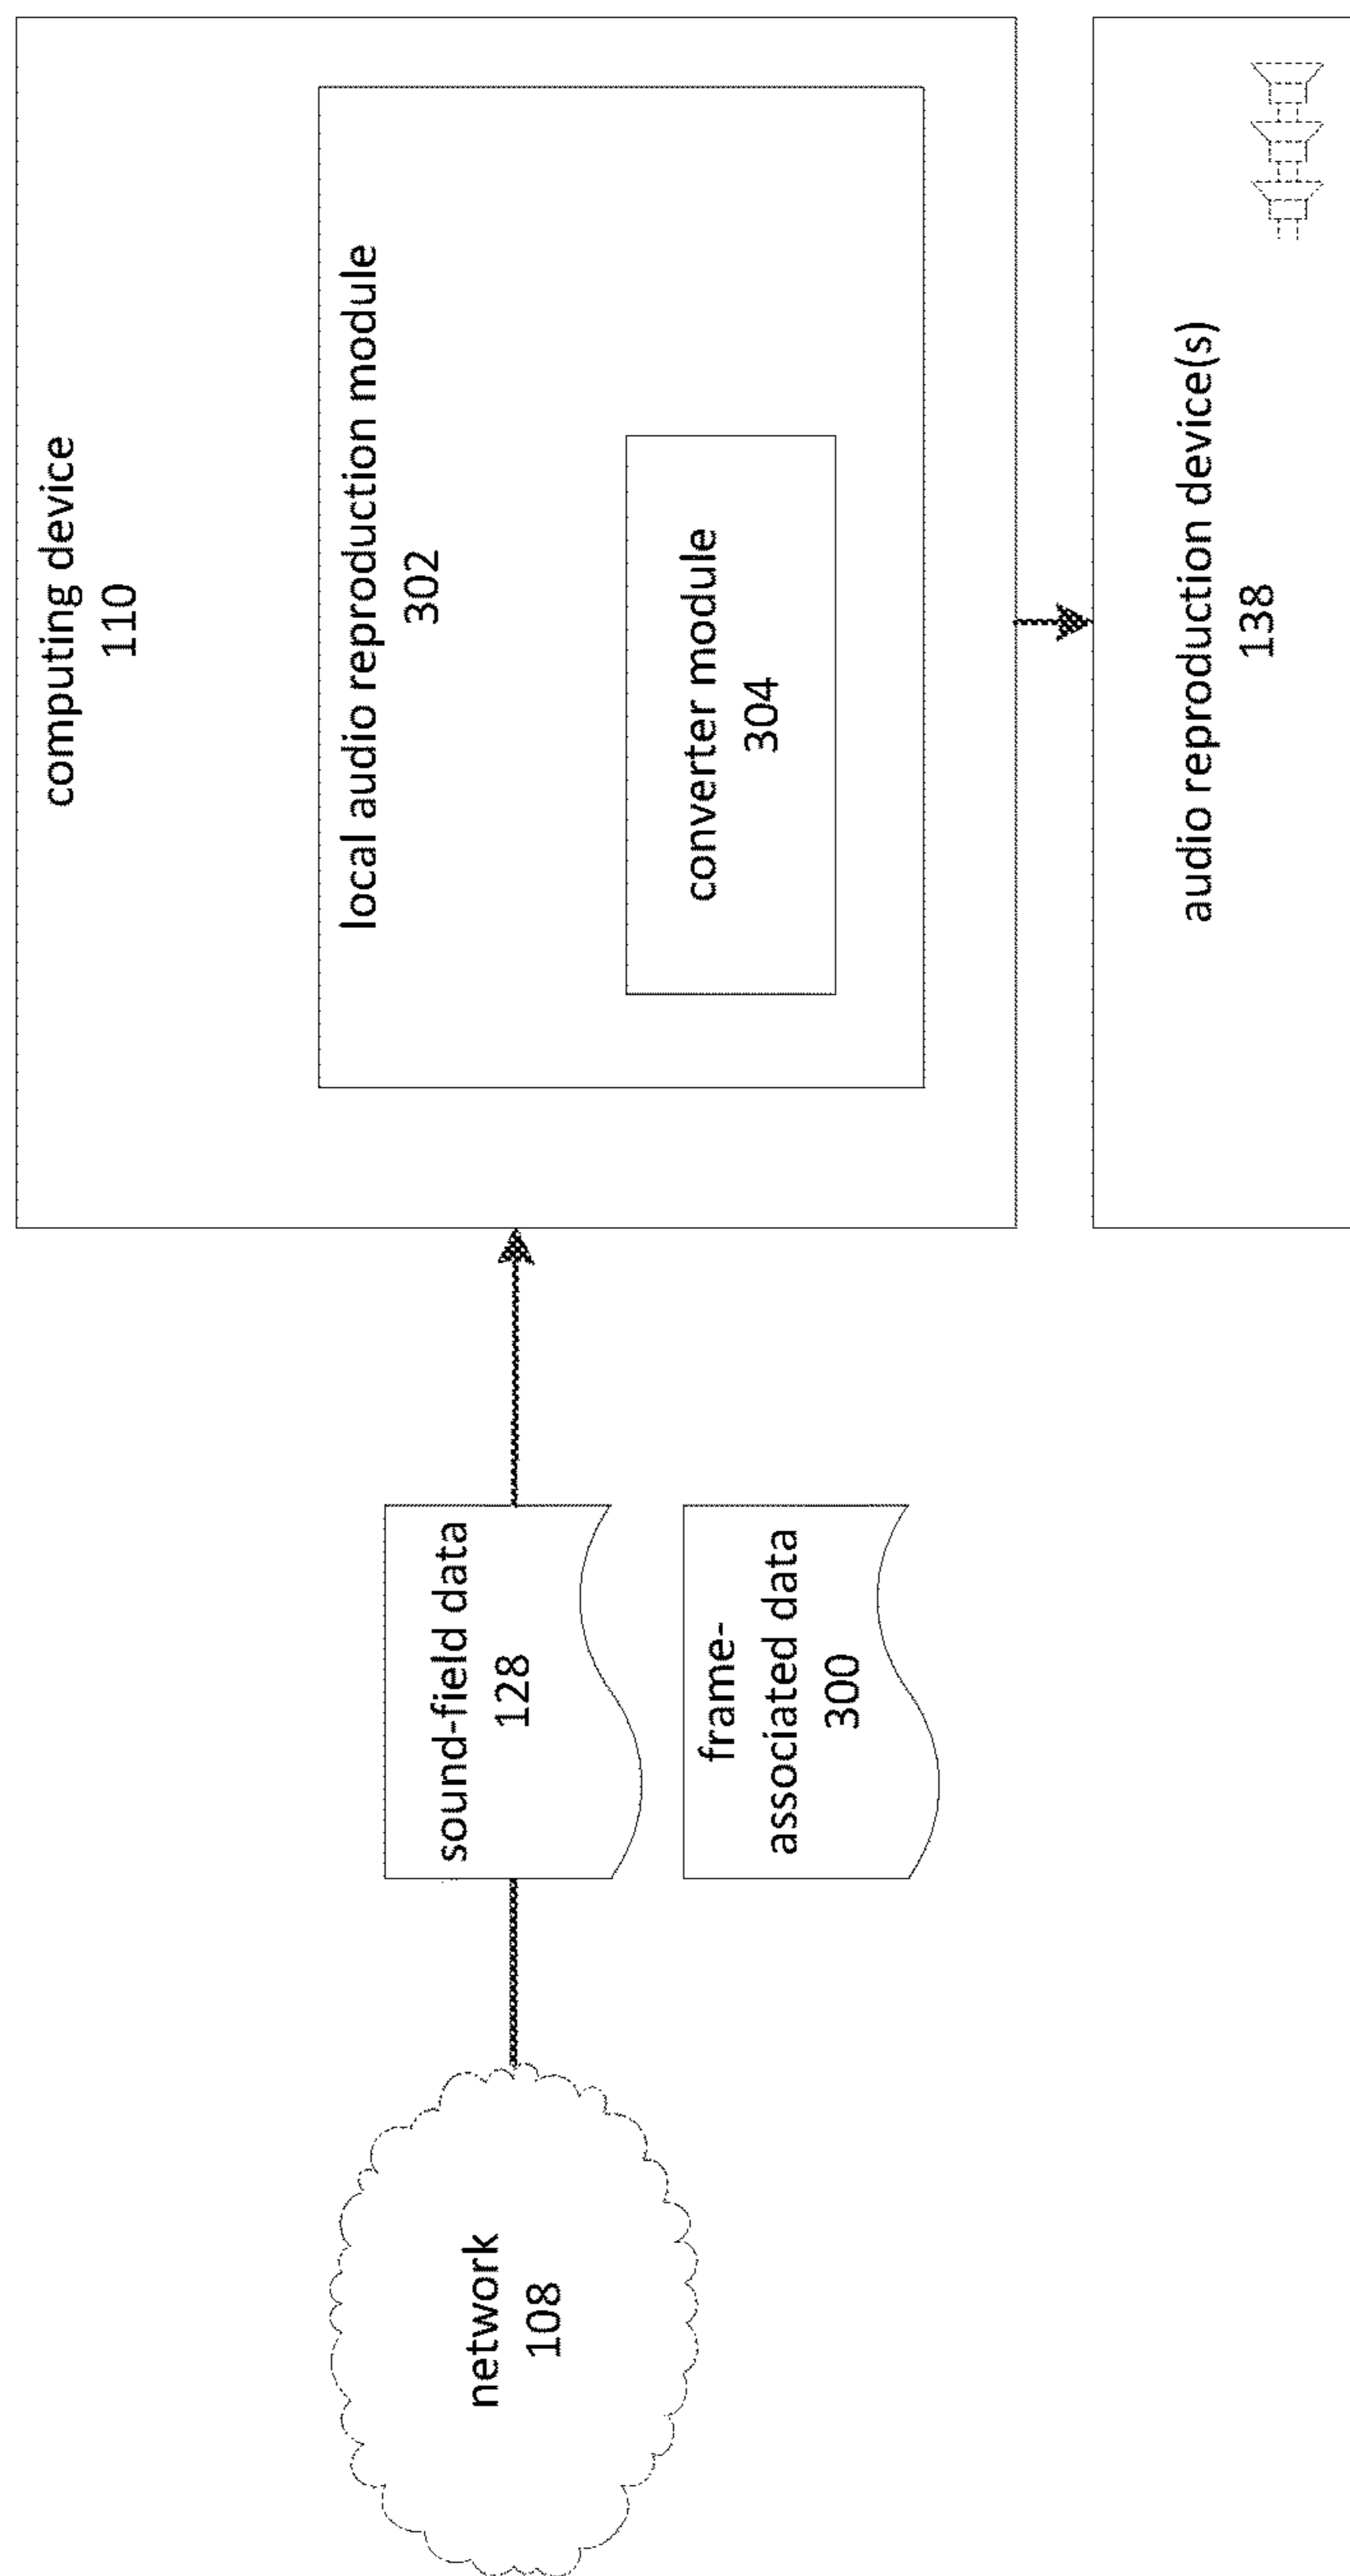 network
108
sound-field data
128
frame-
associated data
300
computing device
110
local audio reproduction module
302
converter module
304
audio reproduction device(s)
138